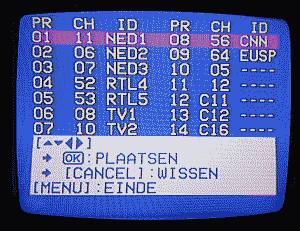 PR CH ID PR CH ID
01 11 NED1 08 56 CNN
02 06 NED2 09 64 EUSP
03 07 NED3 10 05 ----
04 52 RTL4 11 12 ----
05 53 RTL5 12 C11 ----
06 08 TV1 13 C12 ----
07 10 TV2 14 C16 ----
[▲▼◀▶]
➔ OK:PLAATSEN
➔ [CANCEL]:WISSEN
[MENU]:EINDE